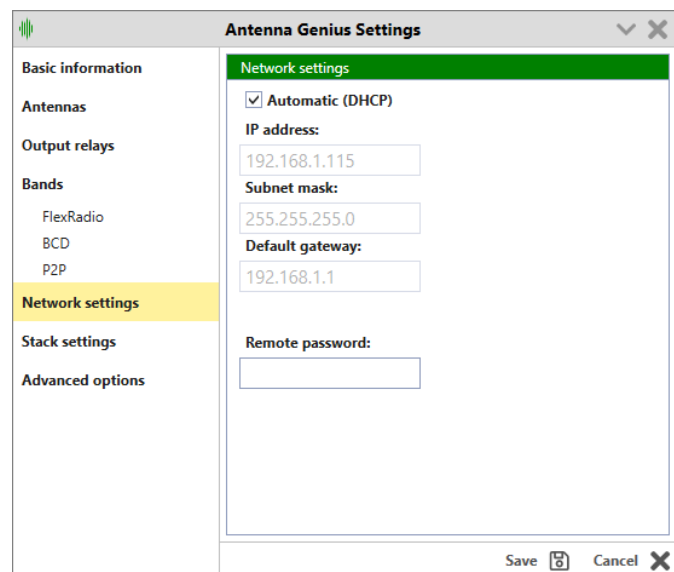 Antenna Genius Settings
Basic information
Antennas
Output relays
Bands
FlexRadio
BCD
P2P
Network settings
Stack settings
Advanced options
Network settings
Automatic (DHCP)
IP address:
192.168.1.115
Subnet mask:
255.255.255.0
Default gateway:
192.168.1.1
Remote password:
Save
Cancel